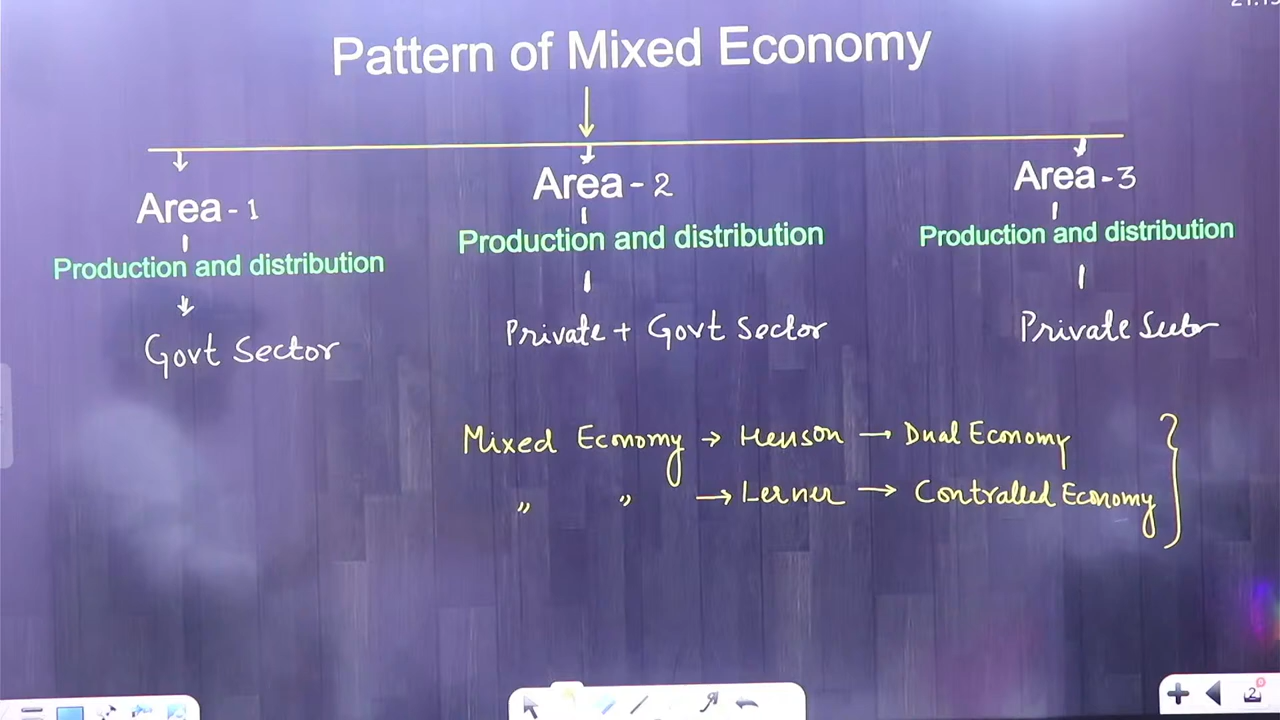 Pattern of Mixed Economy
Area - 1
Production and distribution
Govt Sector
Area - 2
Production and distribution
Private + Govt Sector
Area - 3
Production and distribution
Private Sector
Mixed Economy → Henson → Dual Economy
" " → Lerner → Contralled Economy
2